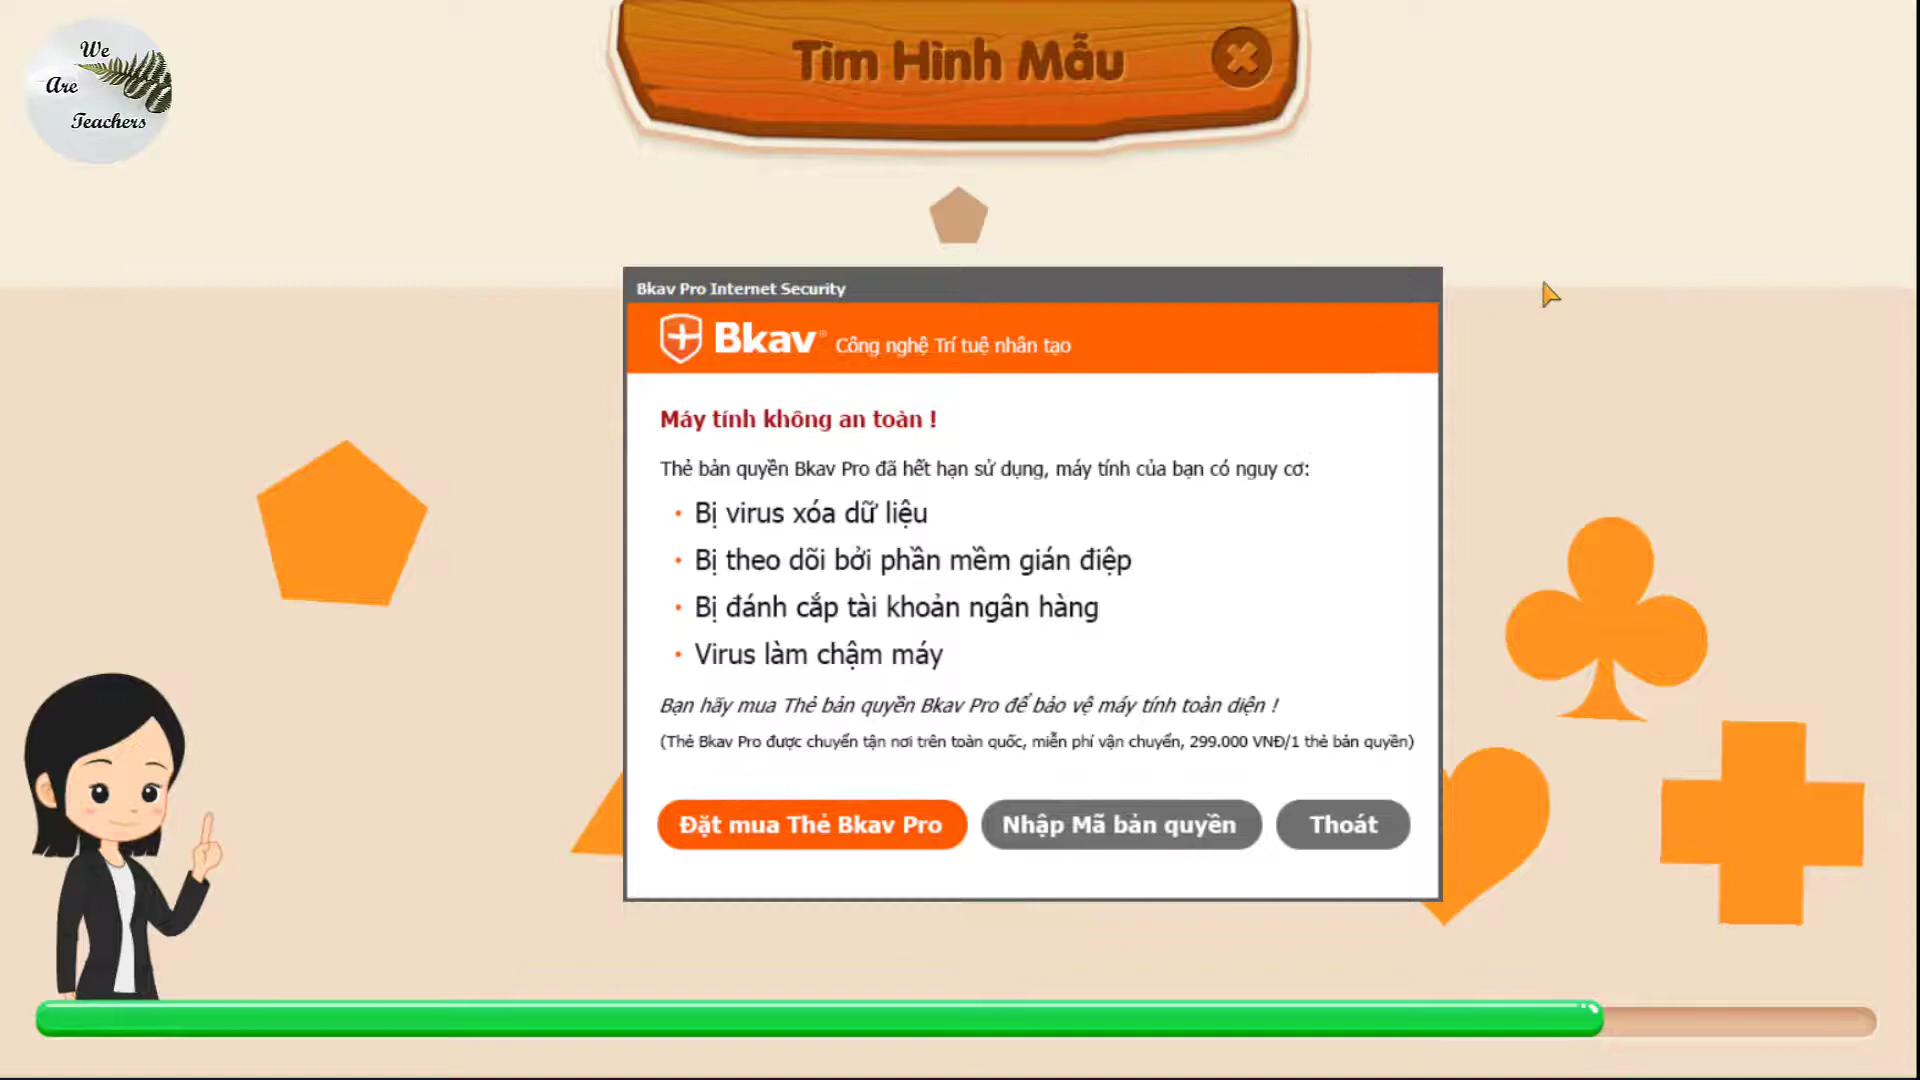 We
Are
Teachers
Tìm Hình Mẫu
Bkav Pro Internet Security
Bkav® Công nghệ Trí tuệ nhân tạo
Máy tính không an toàn !
Thẻ bản quyền Bkav Pro đã hết hạn sử dụng, máy tính của bạn có nguy cơ:
• Bị virus xóa dữ liệu
• Bị theo dõi bởi phần mềm gián điệp
• Bị đánh cắp tài khoản ngân hàng
• Virus làm chậm máy
Bạn hãy mua Thẻ bản quyền Bkav Pro để bảo vệ máy tính toàn diện !
(Thẻ Bkav Pro được chuyển tận nơi trên toàn quốc, miễn phí vận chuyển, 299.000 VNĐ/1 thẻ bản quyền)
Đặt mua Thẻ Bkav Pro
Nhập Mã bản quyền
Thoát